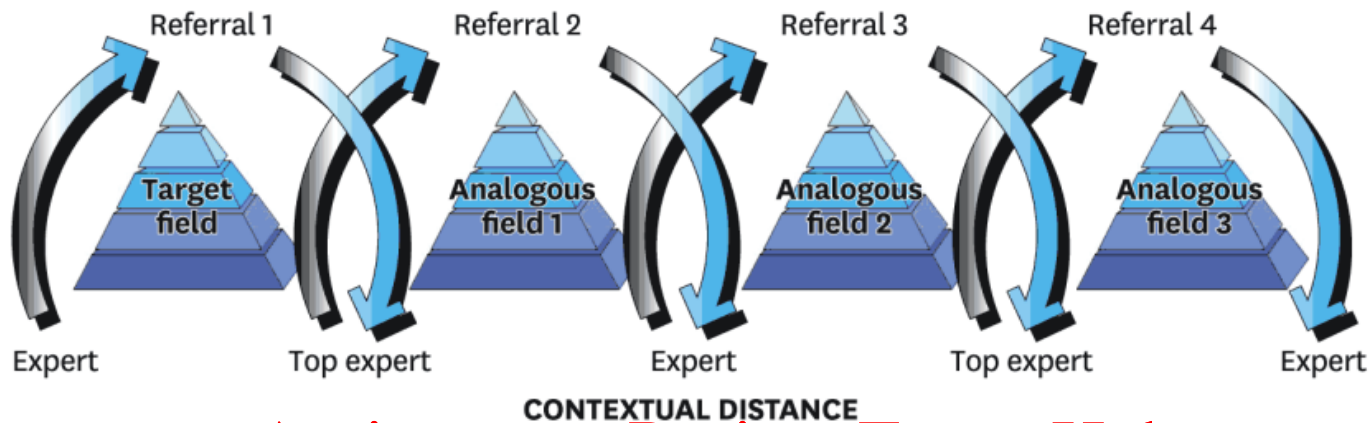 Referral 1 Referral 2 Referral 3 Referral 4
Target field
Analogous field 1
Analogous field 2
Analogous field 3
Expert Top expert Expert Top expert Expert
CONTEXTUAL DISTANCE